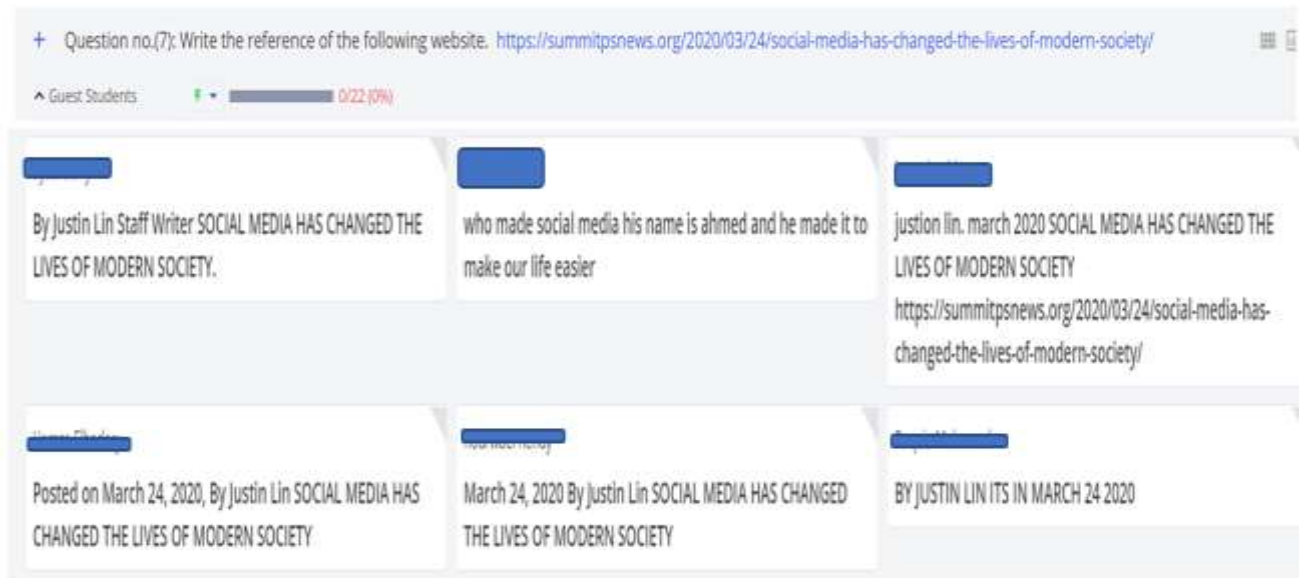 + Question no.(7): Write the reference of the following website. https://summitpsnews.org/2020/03/24/social-media-has-changed-the-lives-of-modern-society/
Guest Students 0/22 (0%)
By Justin Lin Staff Writer SOCIAL MEDIA HAS CHANGED THE
LIVES OF MODERN SOCIETY.
who made social media his name is ahmed and he made it to
make our life easier
justion lin. march 2020 SOCIAL MEDIA HAS CHANGED THE
LIVES OF MODERN SOCIETY
https://summitpsnews.org/2020/03/24/social-media-has-
changed-the-lives-of-modern-society/
Posted on March 24, 2020, By Justin Lin SOCIAL MEDIA HAS
CHANGED THE LIVES OF MODERN SOCIETY
March 24, 2020 By Justin Lin SOCIAL MEDIA HAS CHANGED
THE LIVES OF MODERN SOCIETY
BY JUSTIN LIN ITS IN MARCH 24 2020